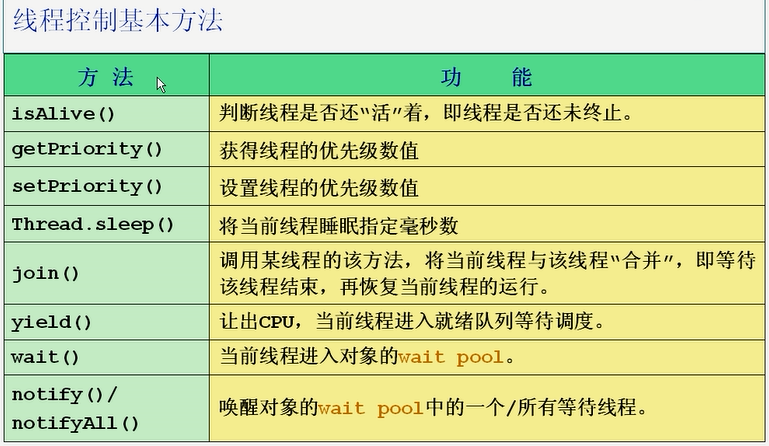 线程控制基本方法
方 法 功 能
isAlive() 判断线程是否还“活”着，即线程是否还未终止。
getPriority() 获得线程的优先级数值
setPriority() 设置线程的优先级数值
Thread.sleep() 将当前线程睡眠指定毫秒数
join() 调用某线程的该方法，将当前线程与该线程“合并”，即等待
该线程结束，再恢复当前线程的运行。
yield() 让出CPU，当前线程进入就绪队列等待调度。
wait() 当前线程进入对象的wait pool。
notify()/
notifyAll() 唤醒对象的wait pool中的一个/所有等待线程。